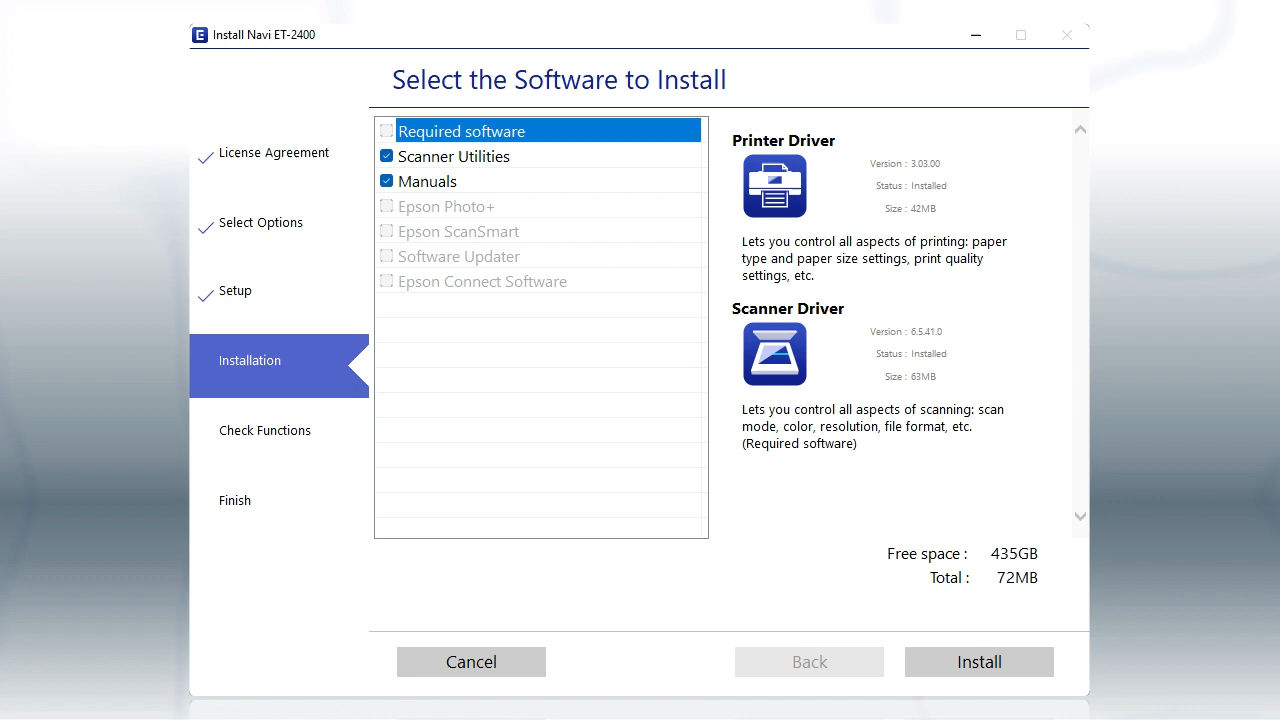 Install Navi ET-2400
Select the Software to Install
License Agreement
Select Options
Setup
Installation
Check Functions
Finish
Required software
Scanner Utilities
Manuals
Epson Photo+
Epson ScanSmart
Software Updater
Epson Connect Software
Printer Driver
Version : 3.03.00
Status : Installed
Size : 42MB
Lets you control all aspects of printing: paper
type and paper size settings, print quality
settings, etc.
Scanner Driver
Version : 6.5.41.0
Status : Installed
Size : 63MB
Lets you control all aspects of scanning: scan
mode, color, resolution, file format, etc.
(Required software)
Free space : 435GB
Total : 72MB
Cancel
Back
Install